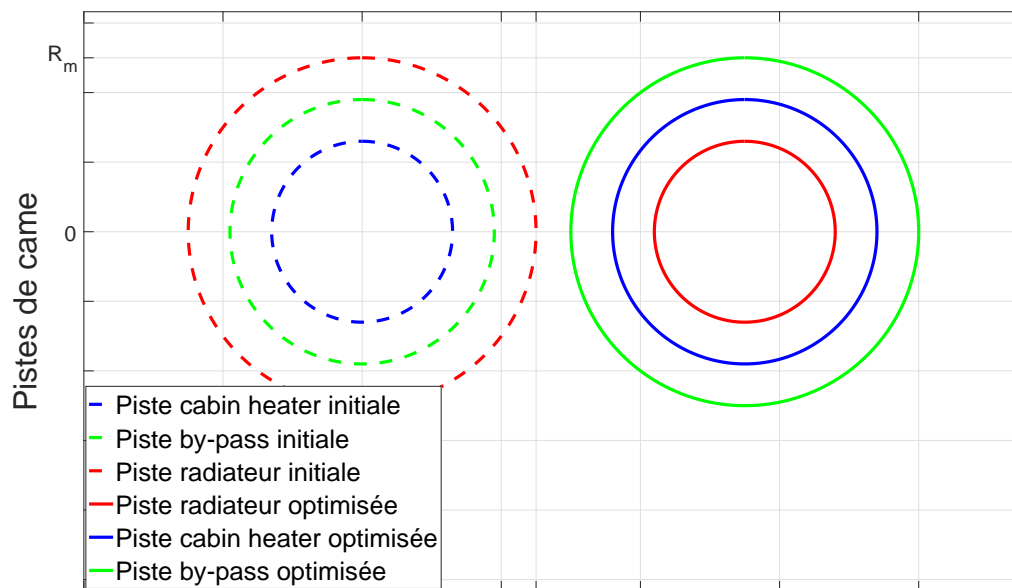 R_m
0
Pistes de came
Piste cabin heater initiale
Piste by-pass initiale
Piste radiateur initiale
Piste radiateur optimisée
Piste cabin heater optimisée
Piste by-pass optimisée